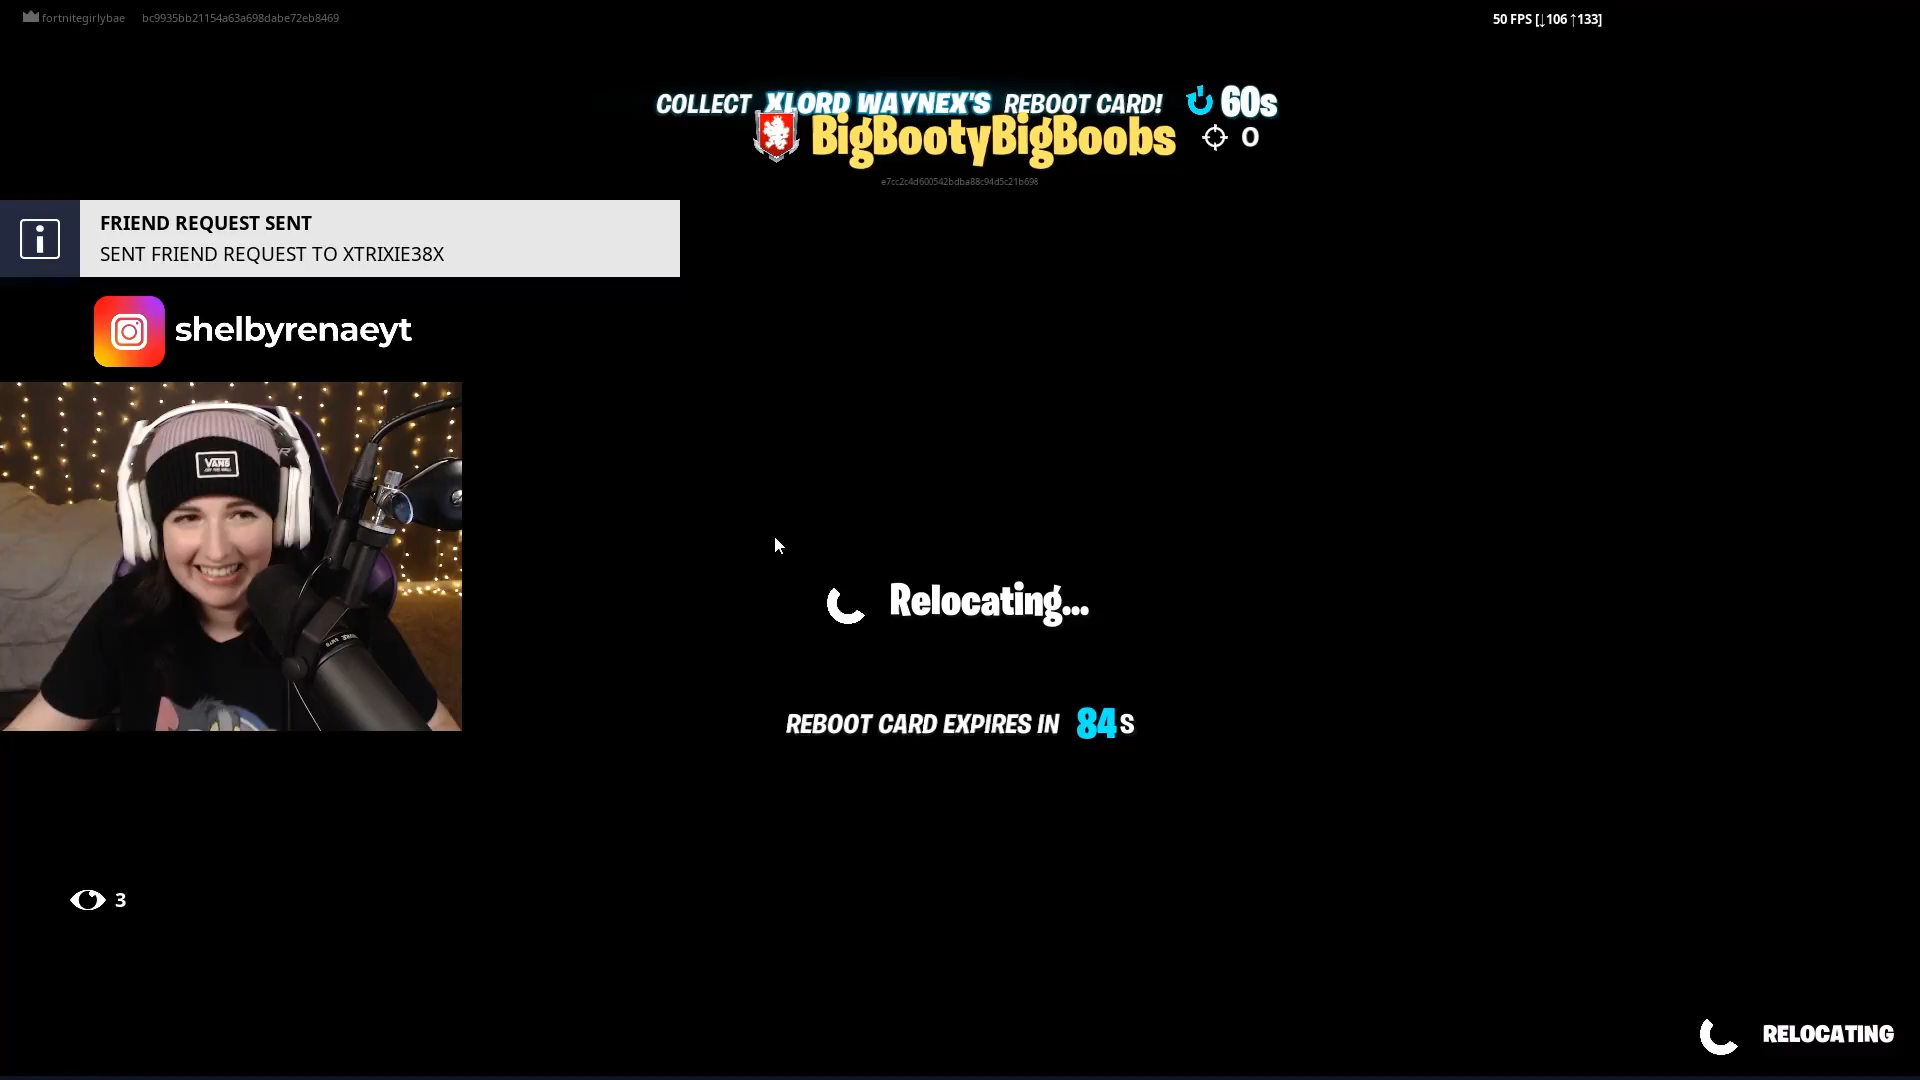 fortnitegirlybae bc9935bb21154a63a698dabe72eb8469
50 FPS [↓106 ↑133]
COLLECT XLORD WAYNEX'S REBOOT CARD! 60s
BigBootyBigBoobs 0
e7cc2c4d600542bdba88c94d5c21b698
FRIEND REQUEST SENT
SENT FRIEND REQUEST TO XTRIXIE38X
shelbyrenaeyt
VANS
Relocating...
REBOOT CARD EXPIRES IN 84 S
3
RELOCATING